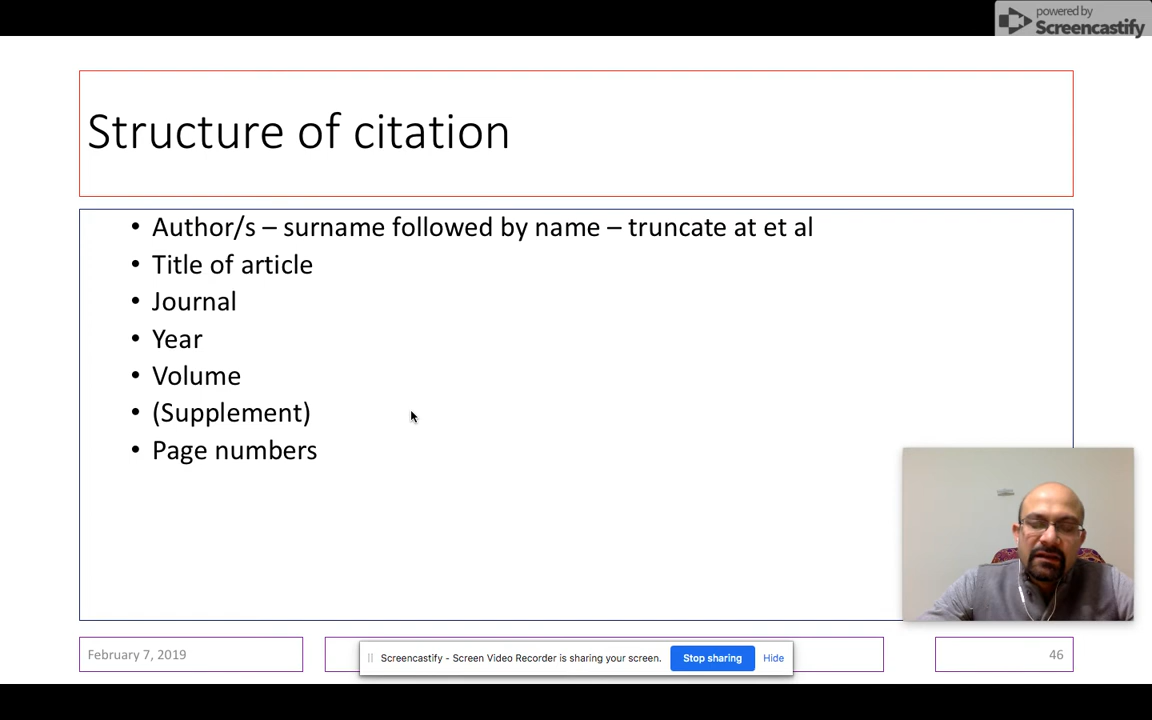 powered by
Screencastify
Structure of citation
• Author/s – surname followed by name – truncate at et al
• Title of article
• Journal
• Year
• Volume
• (Supplement)
• Page numbers
February 7, 2019
Screencastify - Screen Video Recorder is sharing your screen. Stop sharing Hide
46